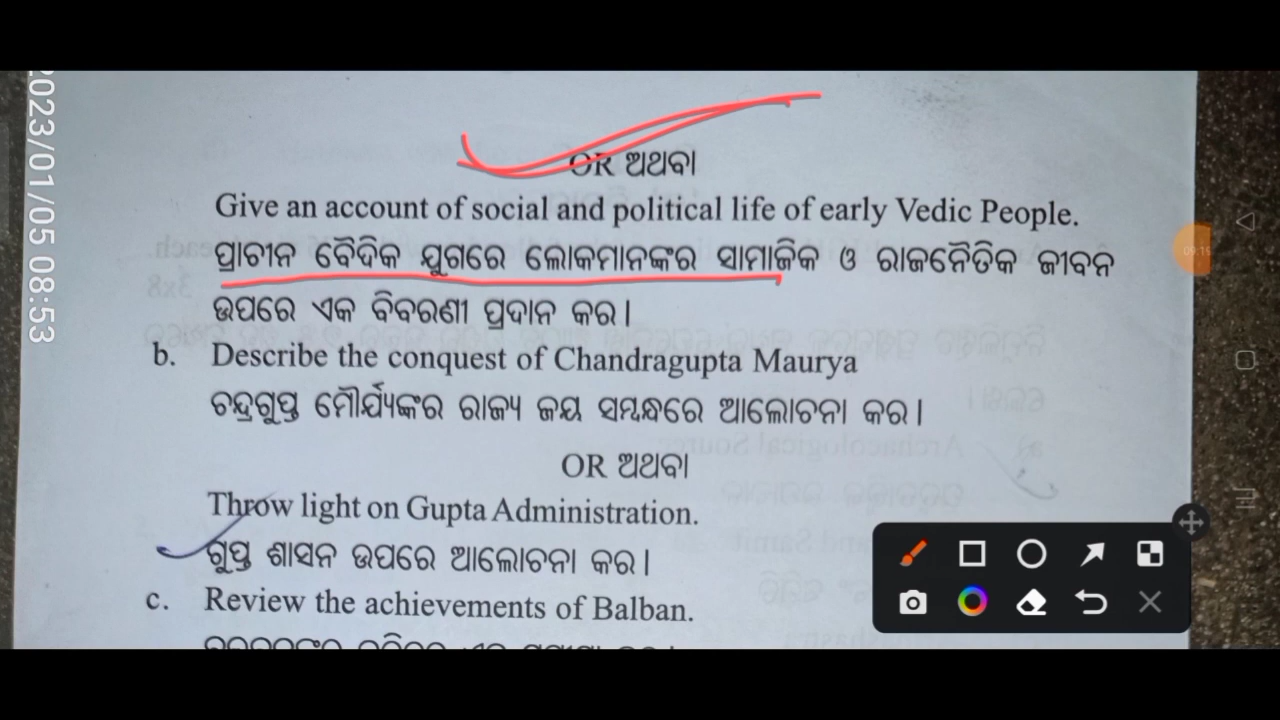 2023/01/05 08:53
OR ଅଥବା
Give an account of social and political life of early Vedic People.
ପ୍ରାଚୀନ ବୈଦିକ ଯୁଗରେ ଲୋକମାନଙ୍କର ସାମାଜିକ ଓ ରାଜନୈତିକ ଜୀବନ
ଉପରେ ଏକ ବିବରଣୀ ପ୍ରଦାନ କର।
b. Describe the conquest of Chandragupta Maurya
ଚନ୍ଦ୍ରଗୁପ୍ତ ମୌର୍ଯ୍ୟଙ୍କର ରାଜ୍ୟ ଜୟ ସମ୍ବନ୍ଧରେ ଆଲୋଚନା କର।
OR ଅଥବା
Throw light on Gupta Administration.
ଗୁପ୍ତ ଶାସନ ଉପରେ ଆଲୋଚନା କର।
c. Review the achievements of Balban.
09:19